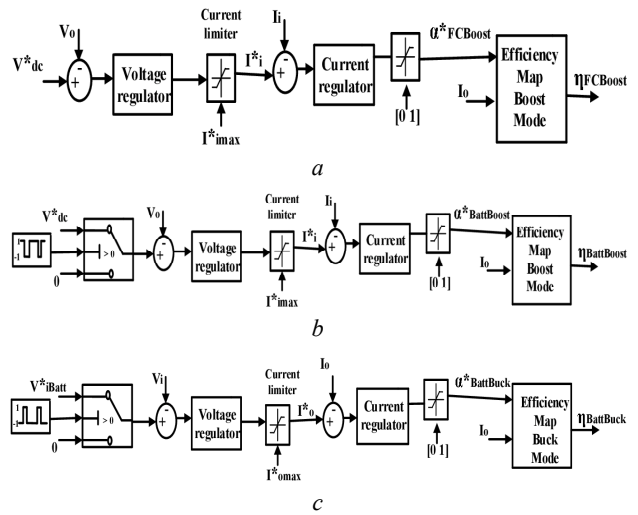 Current
limiter
Vo
Ii
V*dc
-
+
Voltage
regulator
I*i
-
+
Current
regulator
α*FCBoost
Efficiency
Map
Boost
Mode
ηFCBoost
Io
I*imax
[0 1]
a
V*dc
Vo
Current
limiter
Ii
1
-1
> 0
0
-
+
Voltage
regulator
I*i
-
+
Current
regulator
α*BattBoost
Efficiency
Map
Boost
Mode
ηBattBoost
Io
I*imax
[0 1]
b
V*iBatt
Vi
Current
limiter
Io
1
-1
> 0
0
-
+
Voltage
regulator
I*o
-
+
Current
regulator
α*BattBuck
Efficiency
Map
Buck
Mode
ηBattBuck
Io
I*omax
[0 1]
c